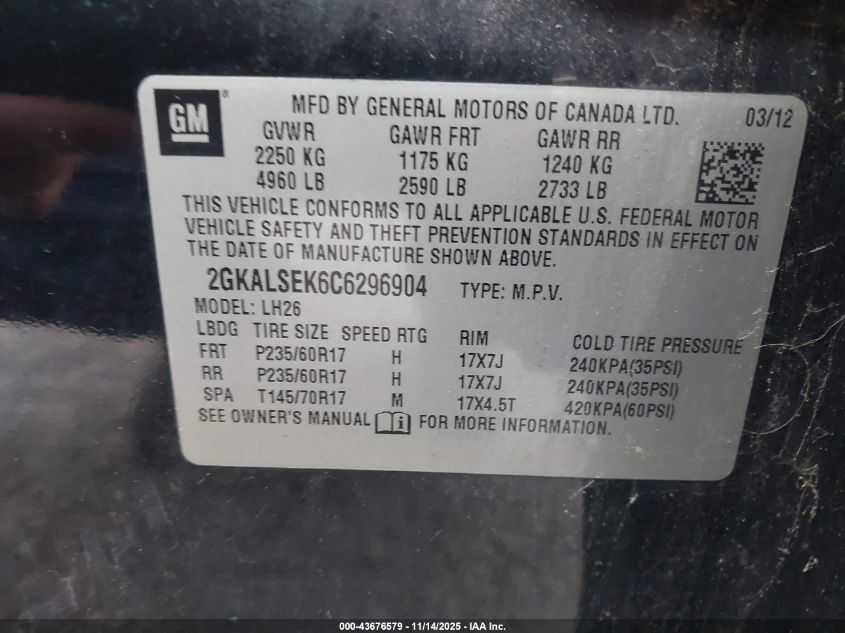 GM® MFD BY GENERAL MOTORS OF CANADA LTD. 03/12
GVWR GAWR FRT GAWR RR
2250 KG 1175 KG 1240 KG
4960 LB 2590 LB 2733 LB
THIS VEHICLE CONFORMS TO ALL APPLICABLE U.S. FEDERAL MOTOR
VEHICLE SAFETY AND THEFT PREVENTION STANDARDS IN EFFECT ON
THE DATE OF MANUFACTURE SHOWN ABOVE.
2GKALSEK6C6296904 TYPE: M.P.V.
MODEL: LH26
LBDG TIRE SIZE SPEED RTG RIM COLD TIRE PRESSURE
FRT P235/60R17 H 17X7J 240KPA(35PSI)
RR P235/60R17 H 17X7J 240KPA(35PSI)
SPA T145/70R17 M 17X4.5T 420KPA(60PSI)
SEE OWNER'S MANUAL i FOR MORE INFORMATION.
000-43676579 - 11/14/2025 - IAA Inc.